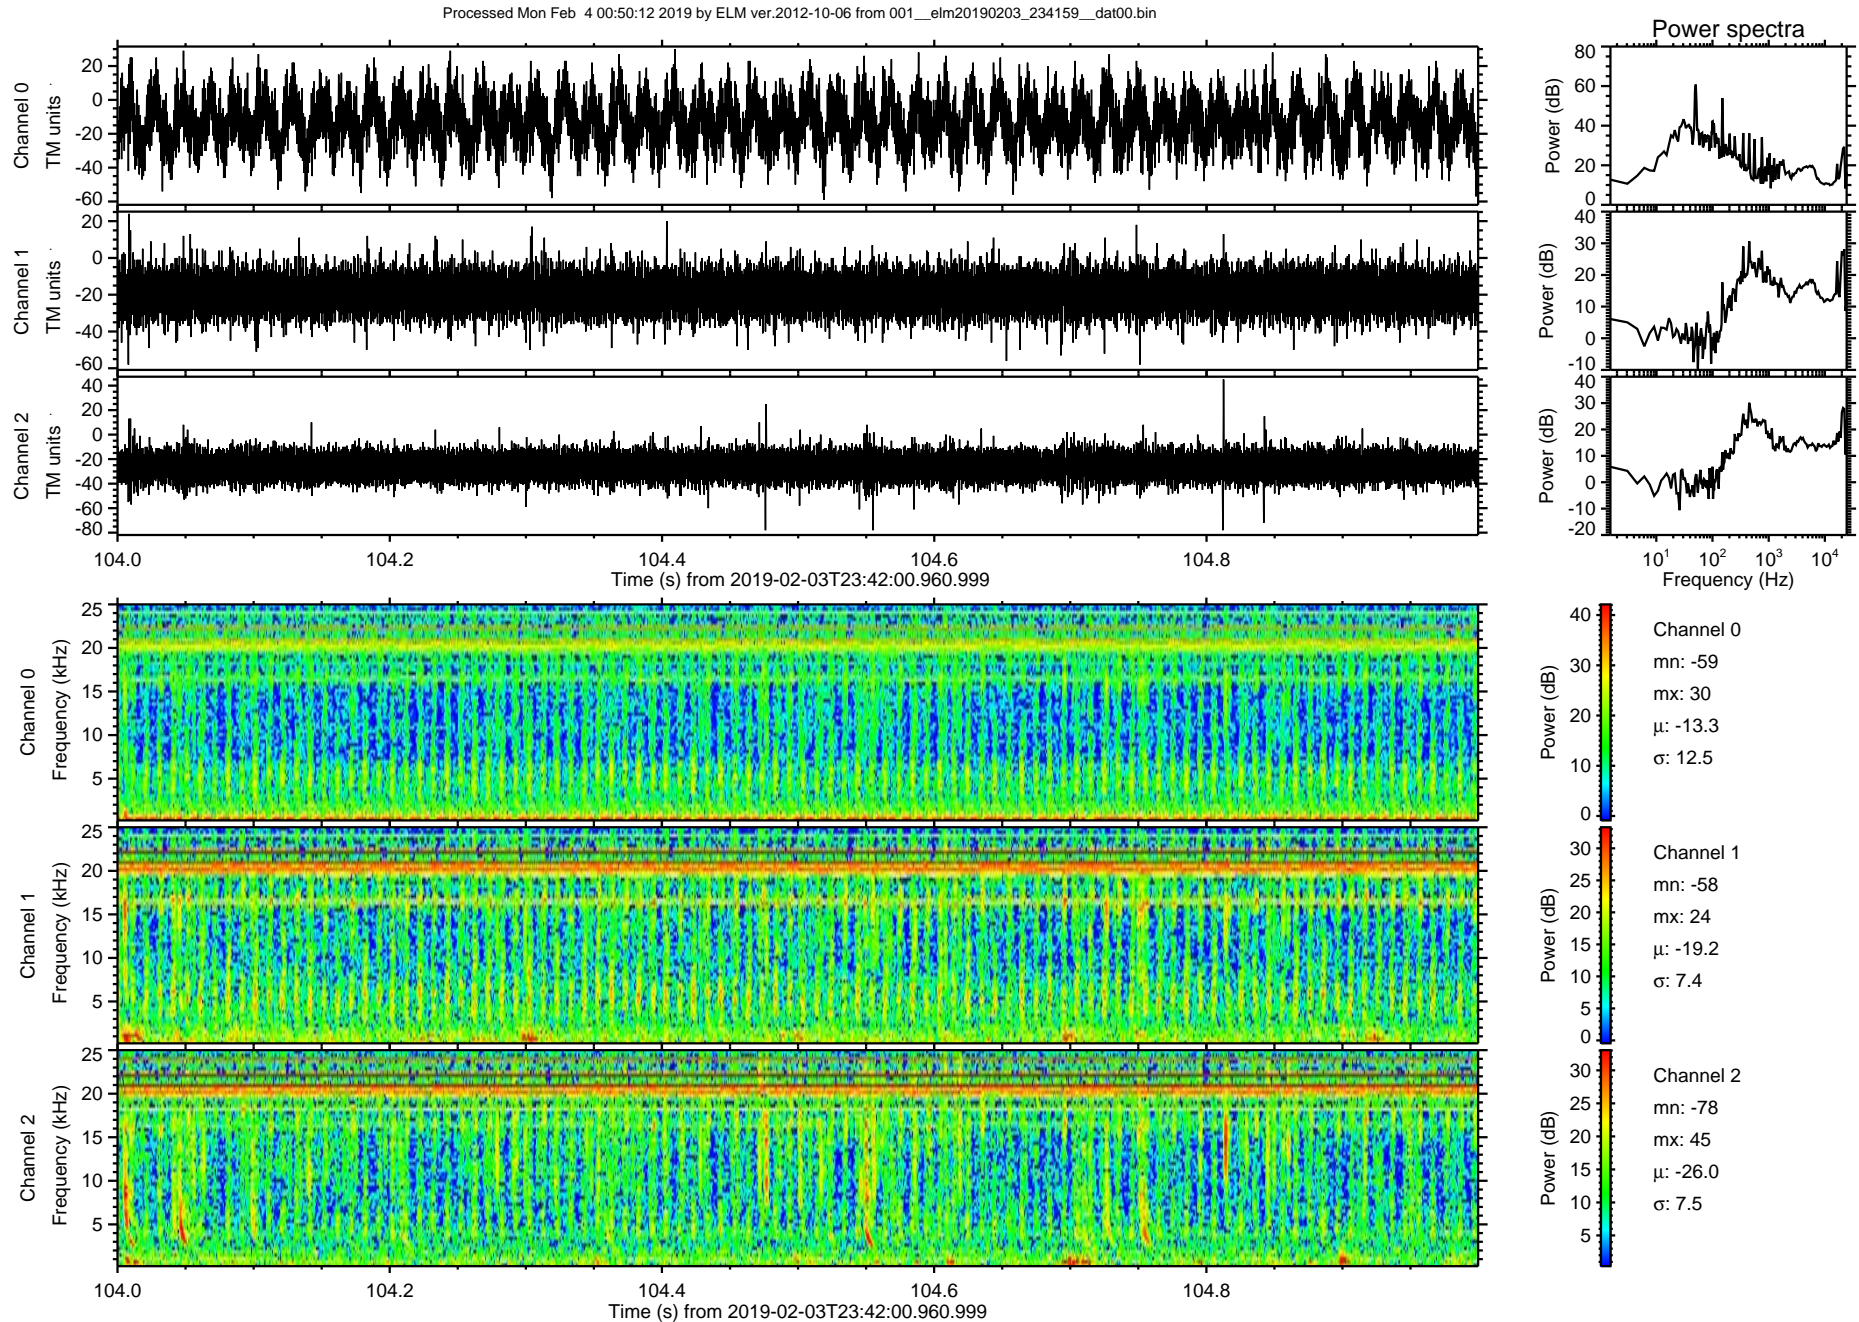 Processed Mon Feb  4 00:50:12 2019 by ELM ver.2012-10-06 from 001__elm20190203_234159__dat00.bin
Power spectra
Channel 0
TM units
20
0
-20
-40
-60
Power (dB)
80
60
40
20
0
Channel 1
TM units
20
0
-20
-40
-60
Power (dB)
40
30
20
10
0
-10
Channel 2
TM units
40
20
0
-20
-40
-60
-80
Power (dB)
40
30
20
10
0
-10
-20
104.0 104.2 104.4 104.6 104.8
Time (s) from 2019-02-03T23:42:00.960.999
10^1 10^2 10^3 10^4
Frequency (Hz)
Channel 0
Frequency (kHz)
25
20
15
10
5
Power (dB)
40
30
20
10
0
Channel 0
mn: -59
mx: 30
μ: -13.3
σ: 12.5
Channel 1
Frequency (kHz)
25
20
15
10
5
Power (dB)
30
25
20
15
10
5
0
Channel 1
mn: -58
mx: 24
μ: -19.2
σ: 7.4
Channel 2
Frequency (kHz)
25
20
15
10
5
Power (dB)
30
25
20
15
10
5
Channel 2
mn: -78
mx: 45
μ: -26.0
σ: 7.5
104.0 104.2 104.4 104.6 104.8
Time (s) from 2019-02-03T23:42:00.960.999